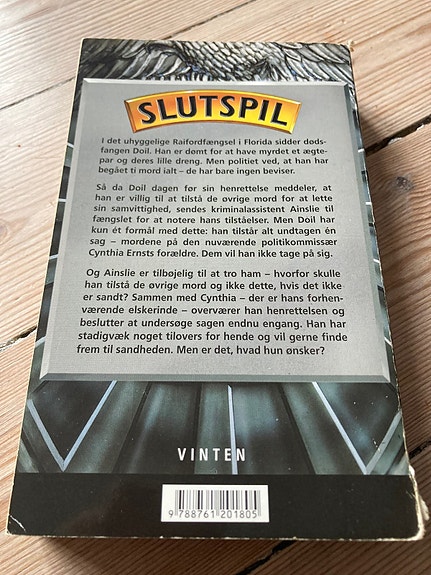 SLUTSPIL
I det uhyggelige Raifordfængsel i Florida sidder døds-
fangen Doil. Han er dømt for at have myrdet et ægte-
par og deres lille dreng. Men politiet ved, at han har
begået ti mord ialt – de har bare ingen beviser.
Så da Doil dagen før sin henrettelse meddeler, at
han er villig til at tilstå de øvrige mord for at lette
sin samvittighed, sendes kriminalassistent Ainslie til
fængslet for at notere hans tilståelser. Men Doil har
kun ét formål med dette: han tilstår alt undtagen én
sag – mordene på den nuværende politikommissær
Cynthia Ernsts forældre. Dem vil han ikke tage på sig.
Og Ainslie er tilbøjelig til at tro ham – hvorfor skulle
han tilstå de øvrige mord og ikke dette, hvis det ikke
er sandt? Sammen med Cynthia – der er hans forhen-
værende elskerinde – overværer han henrettelsen og
beslutter at undersøge sagen endnu engang. Han har
stadigvæk noget tilovers for hende og vil gerne finde
frem til sandheden. Men er det, hvad hun ønsker?
VINTEN
9 788761 201805